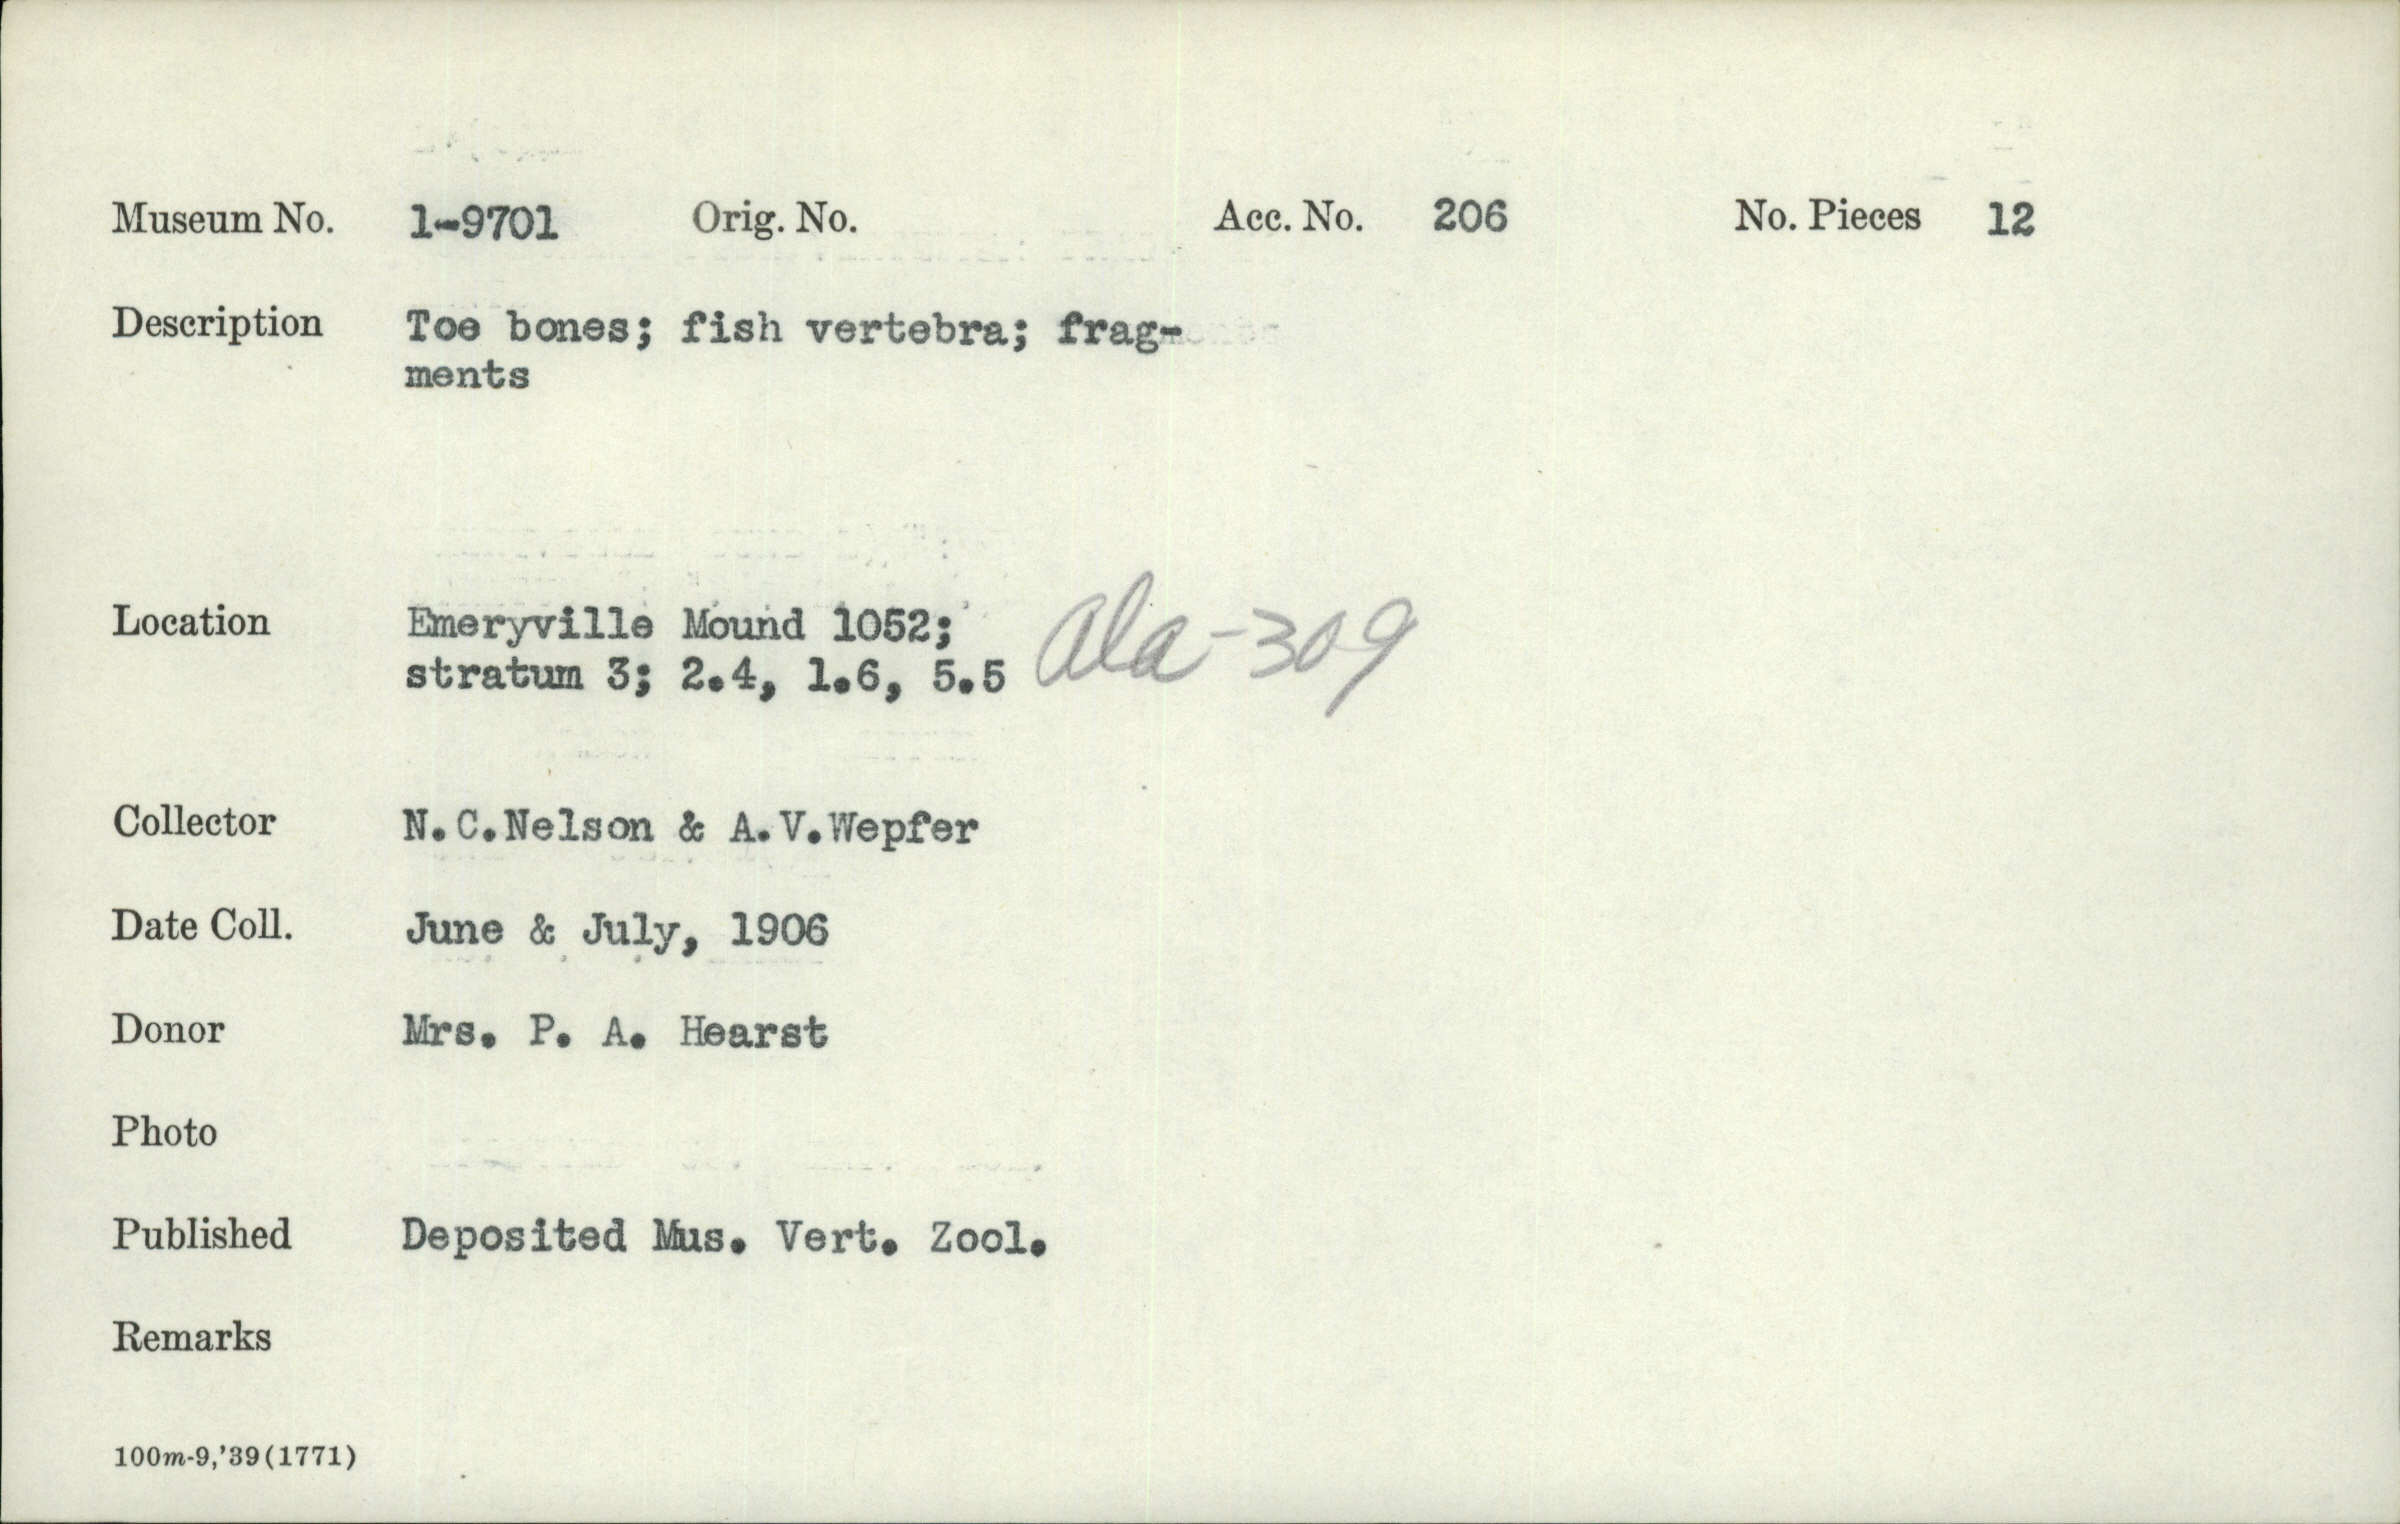 Museum No. 1-9701 Orig. No. Acc. No. 206 No. Pieces 12
Description Toe bones; fish vertebra; frag-
ments
Location Emeryville Mound 1052;
stratum 3; 2.4, 1.6, 5.5 Ala-309
Collector N.C.Nelson & A.V.Wepfer
Date Coll. June & July, 1906
Donor Mrs. P. A. Hearst
Photo
Published Deposited Mus. Vert. Zool.
Remarks
100m-9,'39(1771)